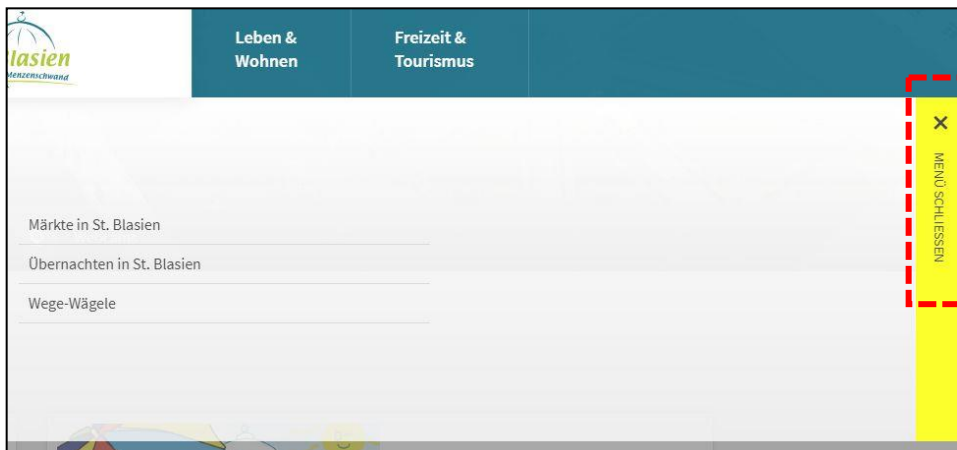 lasien
Menzenschwand
Leben &
Wohnen
Freizeit &
Tourismus
MENÜ SCHLIESSEN
Märkte in St. Blasien
Übernachten in St. Blasien
Wege-Wägele